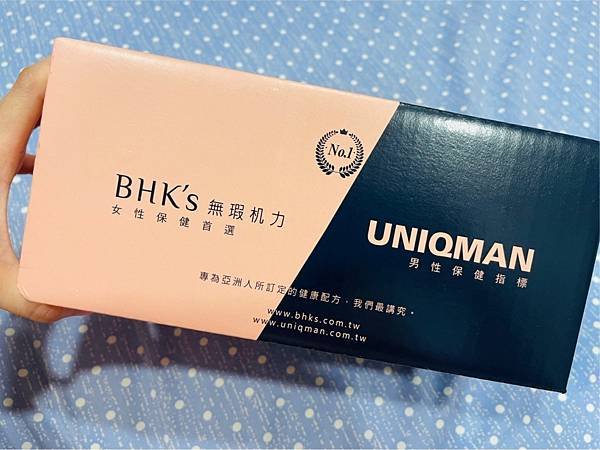 No.1
BHK's 無瑕机力
女性保健首選
UNIQMAN
男性保健指標
專為亞洲人所訂定的健康配方，我們最講究。
www.bhks.com.tw
www.uniqman.com.tw